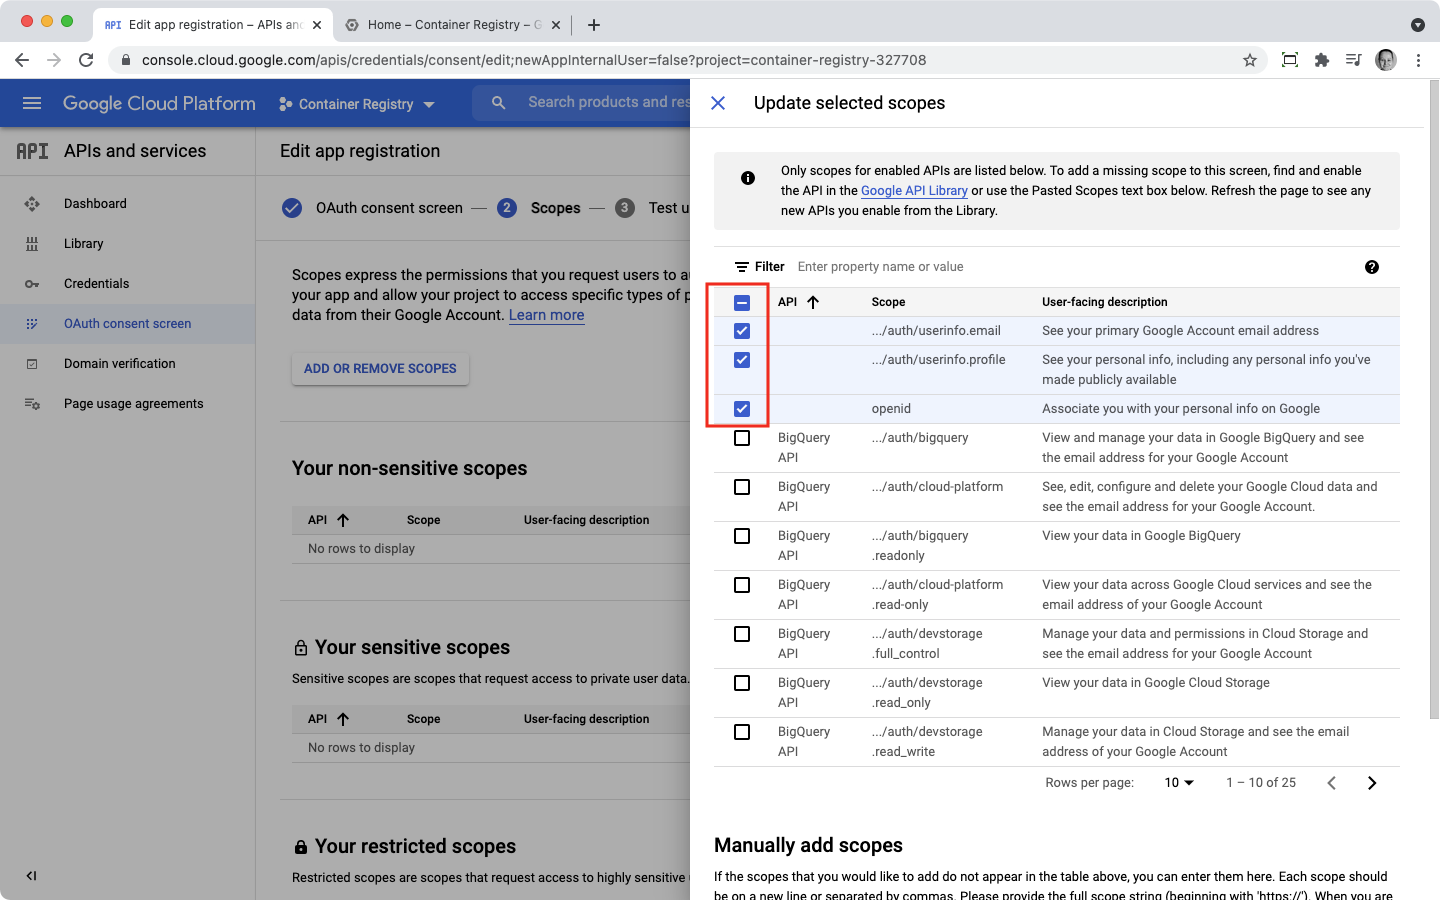 API Edit app registration – APIs and
Home – Container Registry – G
console.cloud.google.com/apis/credentials/consent/edit;newAppInternalUser=false?project=container-registry-327708
Google Cloud Platform
Container Registry
Search products and res
API APIs and services
Dashboard
Library
Credentials
OAuth consent screen
Domain verification
Page usage agreements
Edit app registration
OAuth consent screen — 2 Scopes — 3 Test u
Scopes express the permissions that you request users to a
your app and allow your project to access specific types of p
data from their Google Account. Learn more
ADD OR REMOVE SCOPES
Your non-sensitive scopes
API Scope User-facing description
No rows to display
Your sensitive scopes
Sensitive scopes are scopes that request access to private user data.
API Scope User-facing description
No rows to display
Your restricted scopes
Restricted scopes are scopes that request access to highly sensitive
Update selected scopes
Only scopes for enabled APIs are listed below. To add a missing scope to this screen, find and enable
the API in the Google API Library or use the Pasted Scopes text box below. Refresh the page to see any
new APIs you enable from the Library.
Filter Enter property name or value
API Scope User-facing description
.../auth/userinfo.email See your primary Google Account email address
.../auth/userinfo.profile See your personal info, including any personal info you've
made publicly available
openid Associate you with your personal info on Google
BigQuery .../auth/bigquery View and manage your data in Google BigQuery and see
API the email address for your Google Account
BigQuery .../auth/cloud-platform See, edit, configure and delete your Google Cloud data and
API see the email address for your Google Account.
BigQuery .../auth/bigquery View your data in Google BigQuery
API .readonly
BigQuery .../auth/cloud-platform View your data across Google Cloud services and see the
API .read-only email address of your Google Account
BigQuery .../auth/devstorage Manage your data and permissions in Cloud Storage and
API .full_control see the email address for your Google Account
BigQuery .../auth/devstorage View your data in Google Cloud Storage
API .read_only
BigQuery .../auth/devstorage Manage your data in Cloud Storage and see the email
API .read_write address of your Google Account
Rows per page: 10 1 – 10 of 25
Manually add scopes
If the scopes that you would like to add do not appear in the table above, you can enter them here. Each scope should
be on a new line or separated by commas. Please provide the full scope string (beginning with 'https://'). When you are